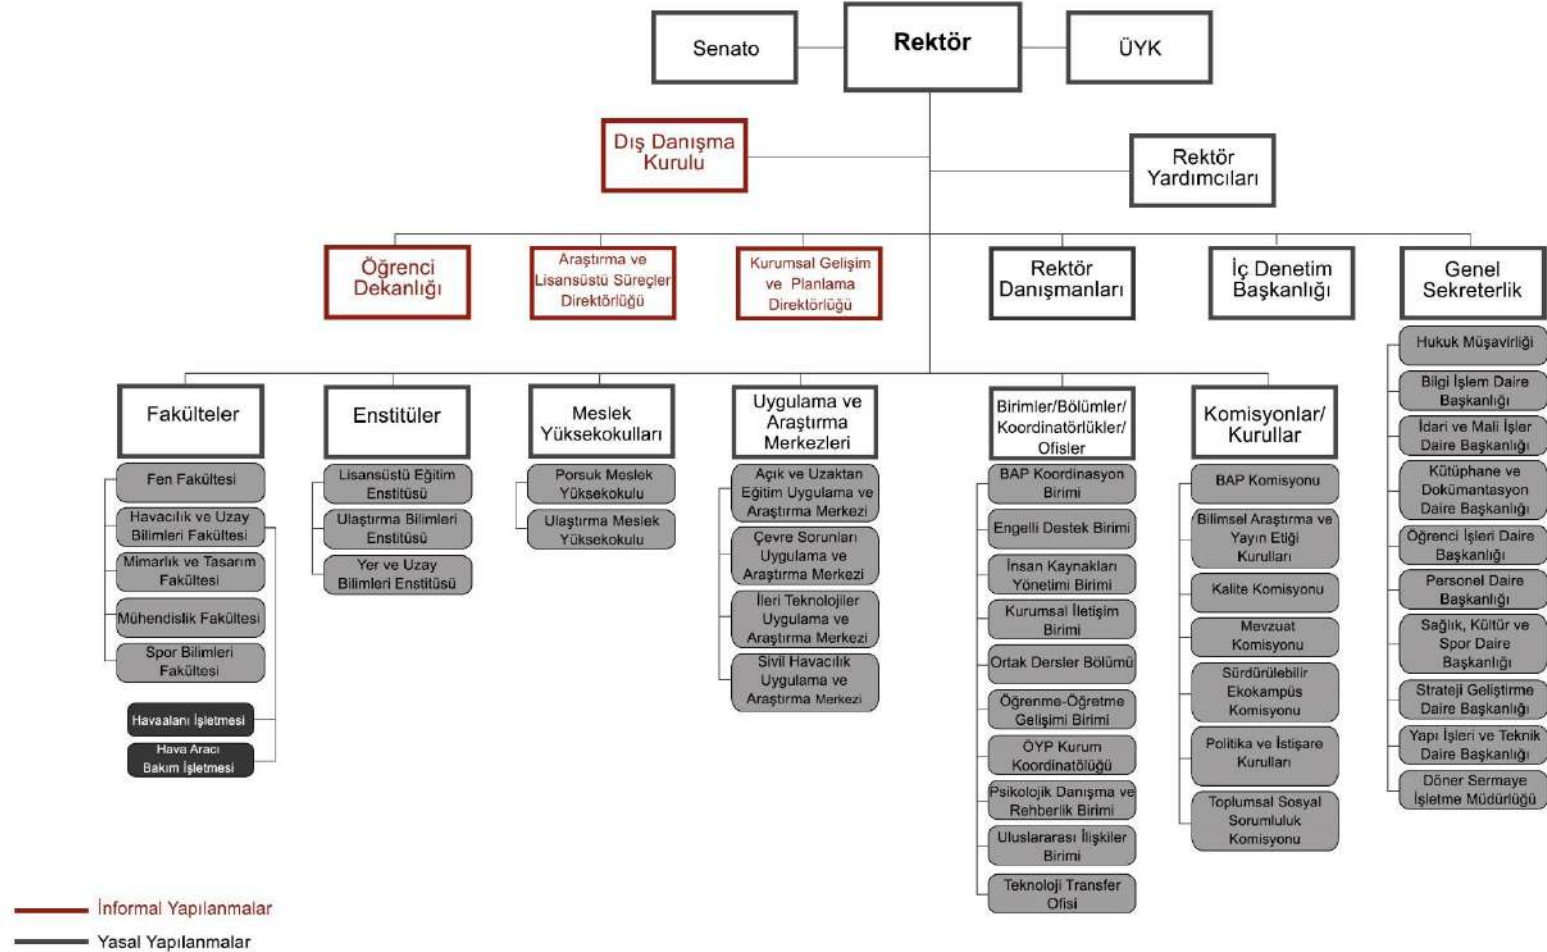 Senato
Rektör
ÜYK
Dış Danışma
Kurulu
Rektör
Yardımcıları
Öğrenci
Dekanlığı
Araştırma ve
Lisansüstü Süreçler
Direktörlüğü
Kurumsal Gelişim
ve Planlama
Direktörlüğü
Rektör
Danışmanları
İç Denetim
Başkanlığı
Genel
Sekreterlik
Hukuk Müşavirliği
Bilgi İşlem Daire
Başkanlığı
İdari ve Mali İşler
Daire Başkanlığı
Kütüphane ve
Dokümantasyon
Daire Başkanlığı
Öğrenci İşleri Daire
Başkanlığı
Personel Daire
Başkanlığı
Sağlık, Kültür ve
Spor Daire
Başkanlığı
Strateji Geliştirme
Daire Başkanlığı
Yapı İşleri ve Teknik
Daire Başkanlığı
Döner Sermaye
İşletme Müdürlüğü
Fakülteler
Fen Fakültesi
Havacılık ve Uzay
Bilimleri Fakültesi
Mimarlık ve Tasarım
Fakültesi
Mühendislik Fakültesi
Spor Bilimleri
Fakültesi
Havaalanı İşletmesi
Hava Aracı
Bakım İşletmesi
Enstitüler
Lisansüstü Eğitim
Enstitüsü
Ulaştırma Bilimleri
Enstitüsü
Yer ve Uzay
Bilimleri Enstitüsü
Meslek
Yüksekokulları
Porsuk Meslek
Yüksekokulu
Ulaştırma Meslek
Yüksekokulu
Uygulama ve
Araştırma
Merkezleri
Açık ve Uzaktan
Eğitim Uygulama ve
Araştırma Merkezi
Çevre Sorunları
Uygulama ve
Araştırma Merkezi
İleri Teknolojiler
Uygulama ve
Araştırma Merkezi
Sivil Havacılık
Uygulama ve
Araştırma Merkezi
Birimler/Bölümler/
Koordinatörlükler/
Ofisler
BAP Koordinasyon
Birimi
Engelli Destek Birimi
İnsan Kaynakları
Yönetimi Birimi
Kurumsal İletişim
Birimi
Ortak Dersler Bölümü
Öğrenme-Öğretme
Gelişimi Birimi
ÖYP Kurum
Koordinatölüğü
Psikolojik Danışma ve
Rehberlik Birimi
Uluslararası İlişkiler
Birimi
Teknoloji Transfer
Ofisi
Komisyonlar/
Kurullar
BAP Komisyonu
Bilimsel Araştırma ve
Yayın Etiği
Kurulları
Kalite Komisyonu
Mevzuat
Komisyonu
Sürdürülebilir
Ekokampüs
Komisyonu
Politika ve İstişare
Kurulları
Toplumsal Sosyal
Sorumluluk
Komisyonu
İnformal Yapılanmalar
Yasal Yapılanmalar